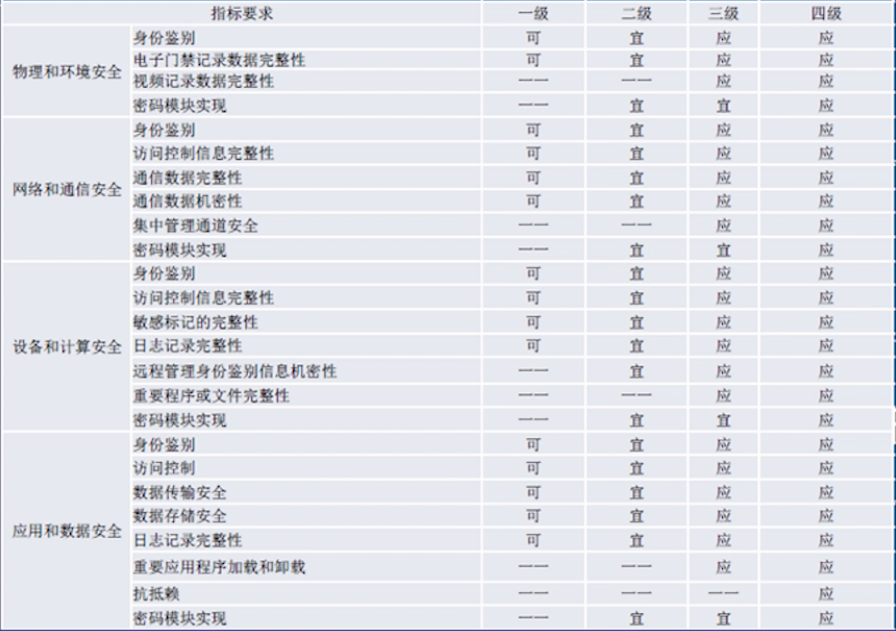 指标要求 一级 二级 三级 四级
物理和环境安全
身份鉴别 可 宜 应 应
电子门禁记录数据完整性 可 宜 应 应
视频记录数据完整性 —— —— 应 应
密码模块实现 —— 宜 宜 应
网络和通信安全
身份鉴别 可 宜 应 应
访问控制信息完整性 可 宜 应 应
通信数据完整性 可 宜 应 应
通信数据机密性 可 宜 应 应
集中管理通道安全 —— —— 应 应
密码模块实现 —— 宜 宜 应
设备和计算安全
身份鉴别 可 宜 应 应
访问控制信息完整性 可 宜 应 应
敏感标记的完整性 可 宜 应 应
日志记录完整性 可 宜 应 应
远程管理身份鉴别信息机密性 —— 宜 应 应
重要程序或文件完整性 —— —— 应 应
密码模块实现 —— 宜 宜 应
应用和数据安全
身份鉴别 可 宜 应 应
访问控制 可 宜 应 应
数据传输安全 可 宜 应 应
数据存储安全 可 宜 应 应
日志记录完整性 可 宜 应 应
重要应用程序加载和卸载 —— —— 应 应
抗抵赖 —— —— —— 应
密码模块实现 —— 宜 宜 应